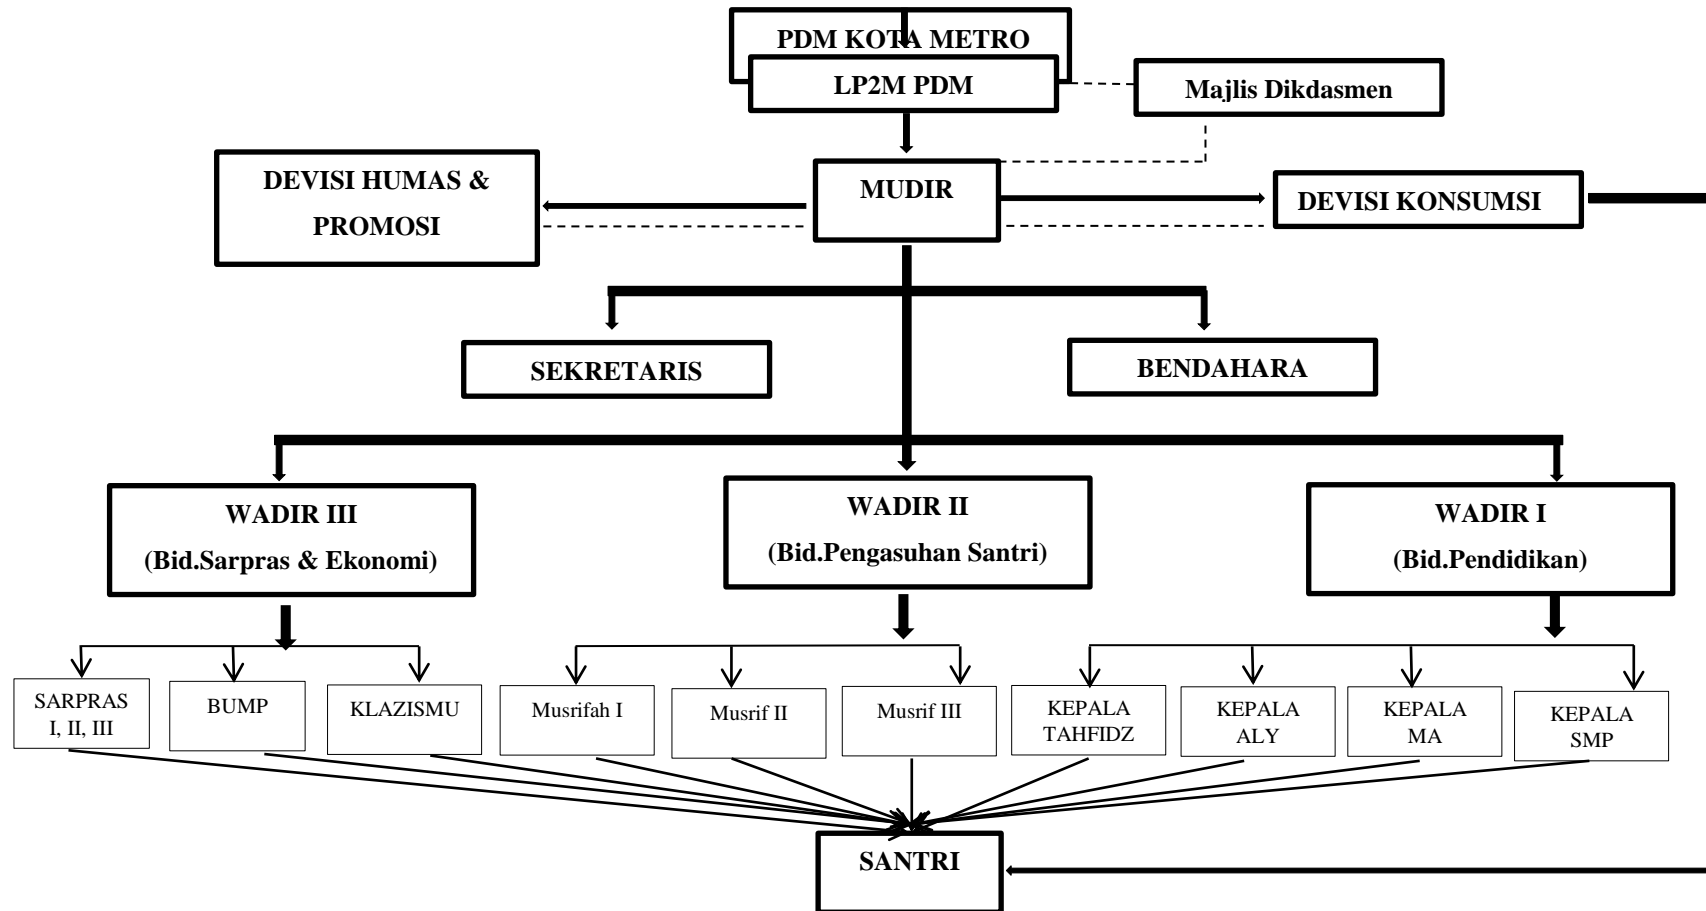 PDM KOTA METRO
LP2M PDM
Majlis Dikdasmen
DEVISI HUMAS &
PROMOSI
MUDIR
DEVISI KONSUMSI
SEKRETARIS
BENDAHARA
WADIR III
(Bid.Sarpras & Ekonomi)
WADIR II
(Bid.Pengasuhan Santri)
WADIR I
(Bid.Pendidikan)
SARPRAS
I, II, III
BUMP
KLAZISMU
Musrifah I
Musrif II
Musrif III
KEPALA
TAHFIDZ
KEPALA
ALY
KEPALA
MA
KEPALA
SMP
SANTRI